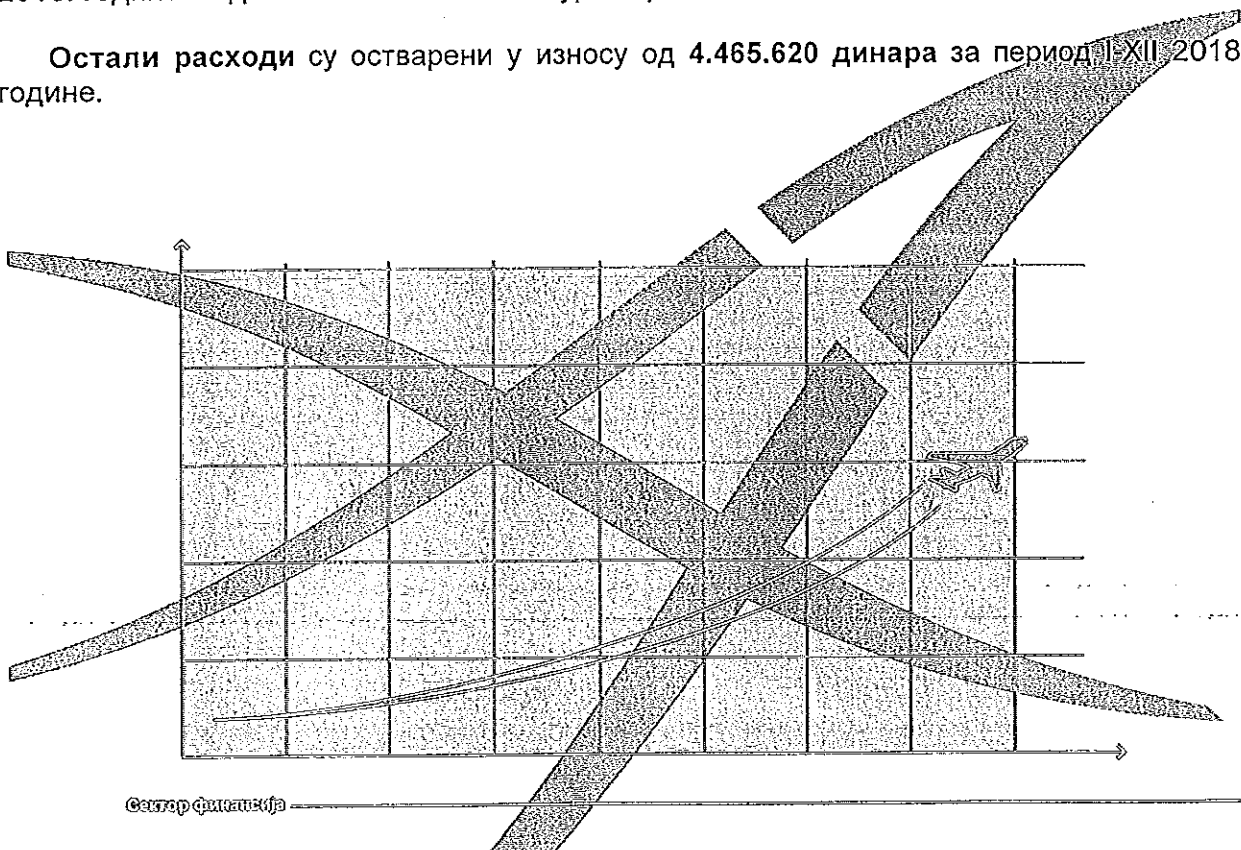 Остали расходи су остварени у износу од 4.465.620 динара за период I-XII 2018
године.
Сектор финансија